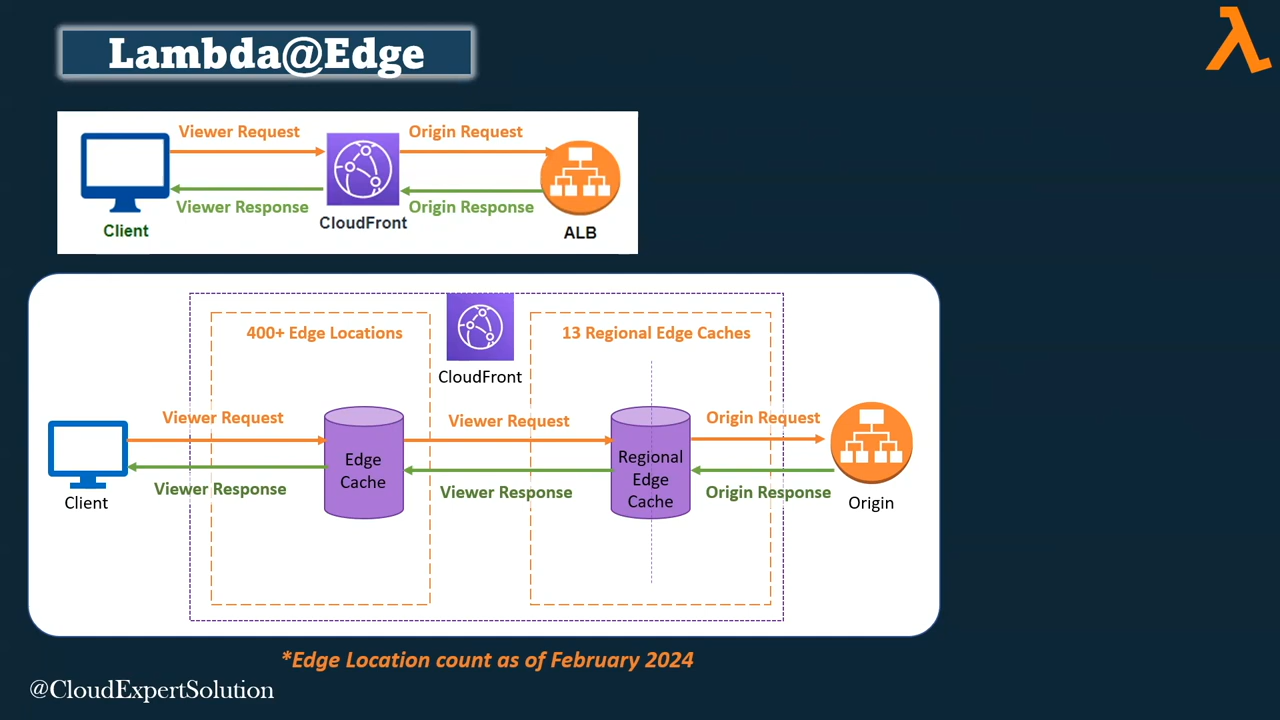 Lambda@Edge
Viewer Request
Origin Request
Viewer Response
Origin Response
Client
CloudFront
ALB
400+ Edge Locations
13 Regional Edge Caches
CloudFront
Viewer Request
Viewer Request
Origin Request
Edge
Cache
Regional
Edge
Cache
Viewer Response
Viewer Response
Origin Response
Client
Origin
*Edge Location count as of February 2024
@CloudExpertSolution